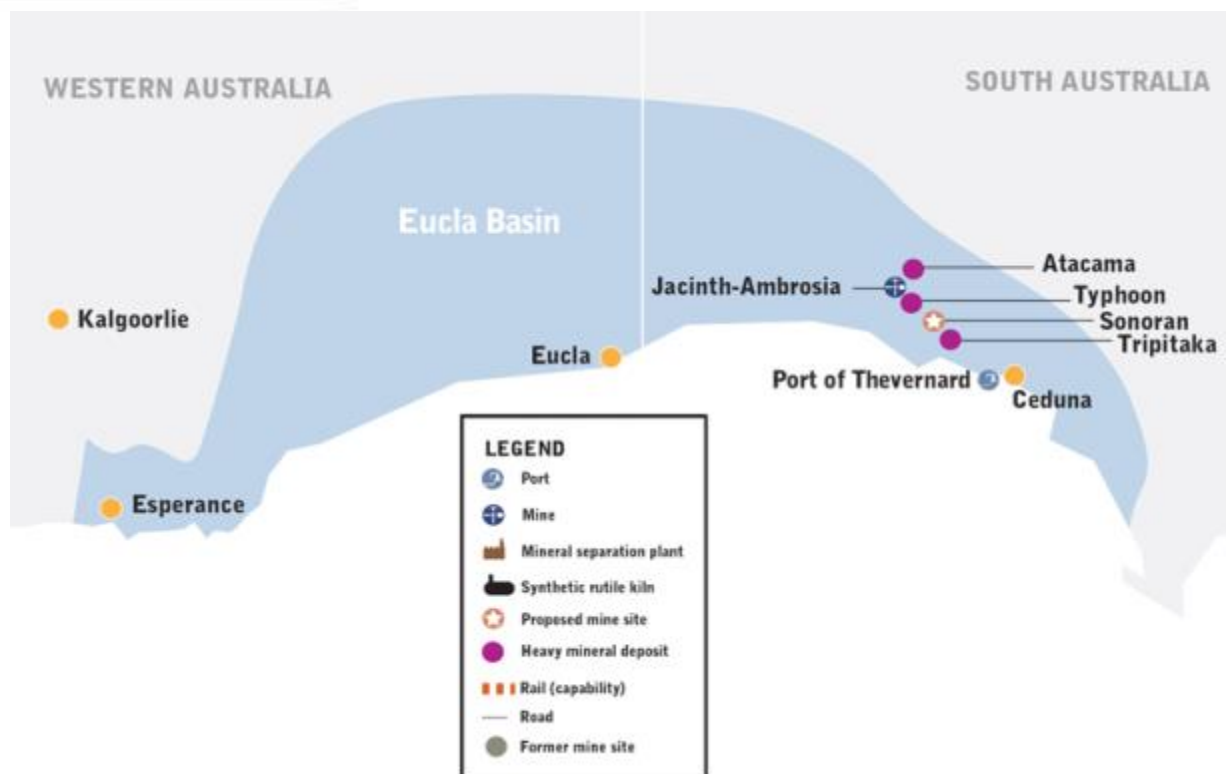 WESTERN AUSTRALIA
SOUTH AUSTRALIA
Eucla Basin
Atacama
Jacinth-Ambrosia
Typhoon
Sonoran
Tripitaka
Kalgoorlie
Eucla
Port of Thevernard
Ceduna
Esperance
LEGEND
Port
Mine
Mineral separation plant
Synthetic rutile kiln
Proposed mine site
Heavy mineral deposit
Rail (capability)
Road
Former mine site